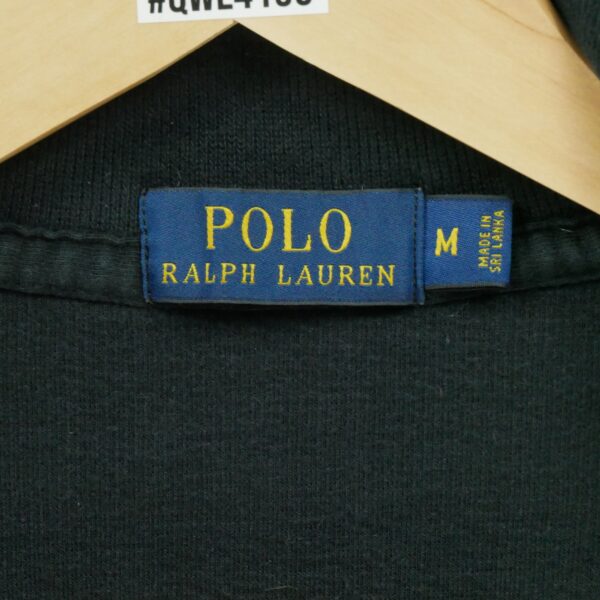 POLO
RALPH LAUREN
M
MADE IN
SRI LANKA